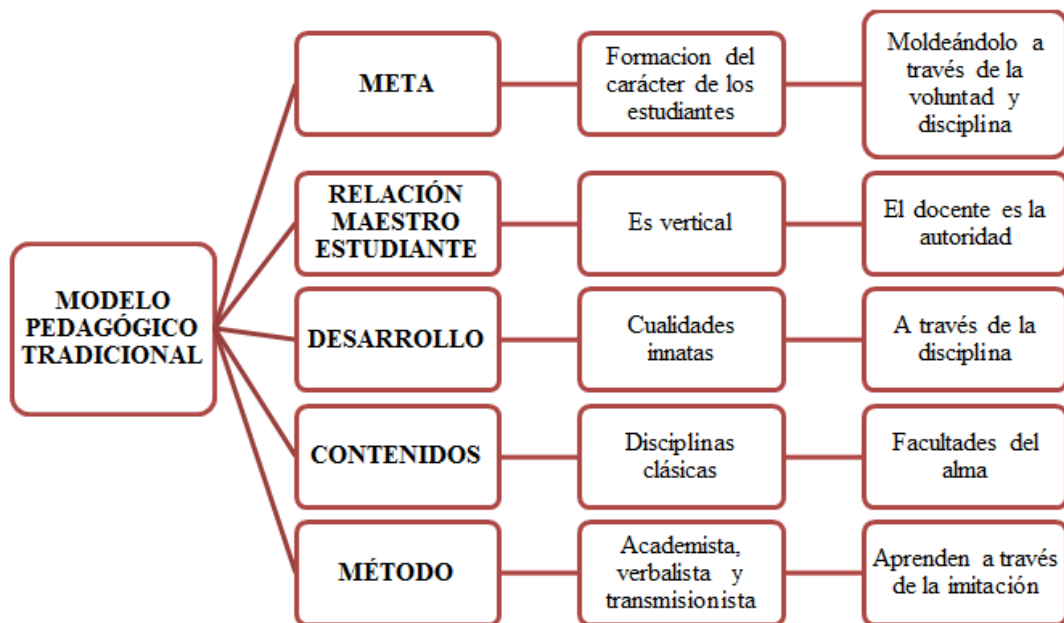 MODELO
PEDAGÓGICO
TRADICIONAL
META
Formacion del
carácter de los
estudiantes
Moldeándolo a
través de la
voluntad y
disciplina
RELACIÓN
MAESTRO
ESTUDIANTE
Es vertical
El docente es la
autoridad
DESARROLLO
Cualidades
innatas
A través de la
disciplina
CONTENIDOS
Disciplinas
clásicas
Facultades del
alma
MÉTODO
Academista,
verbalista y
transmisionista
Aprenden a través
de la imitación